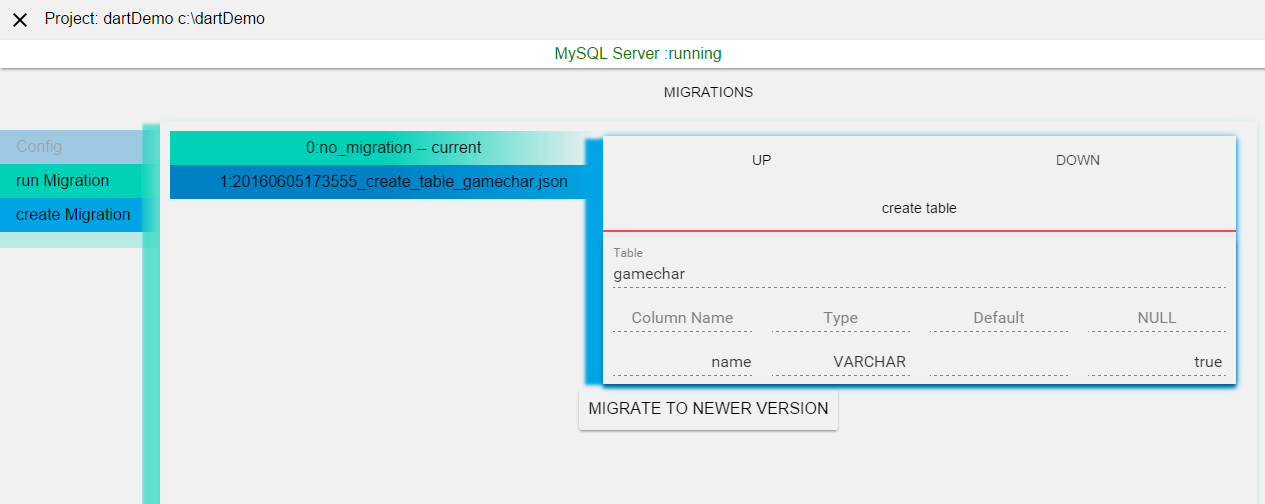 Project: dartDemo c:\dartDemo
MySQL Server :running
MIGRATIONS
Config
run Migration
create Migration
0:no_migration -- current
1:20160605173555_create_table_gamechar.json
UP DOWN
create table
Table
gamechar
Column Name Type Default NULL
name VARCHAR true
MIGRATE TO NEWER VERSION